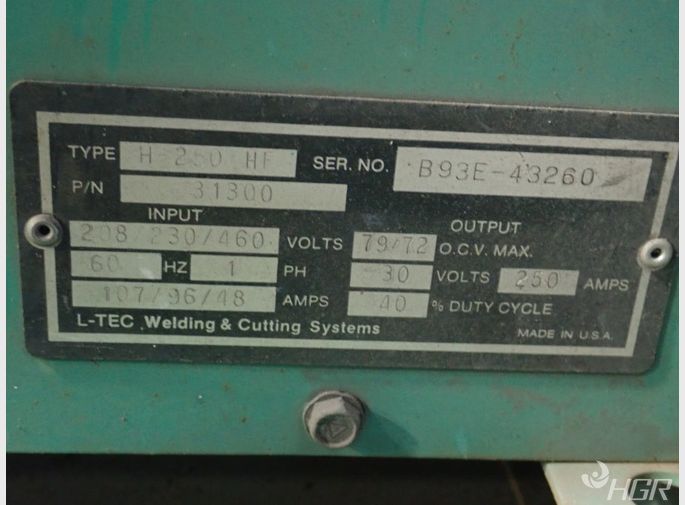 TYPE H-250 HF SER. NO. B93E-43260
P/N 31300
INPUT OUTPUT
208/230/460 VOLTS 79/72 O.C.V. MAX.
60 HZ 1 PH 30 VOLTS 250 AMPS
107/96/48 AMPS 40 % DUTY CYCLE
L-TEC Welding & Cutting Systems MADE IN U.S.A.
HGR